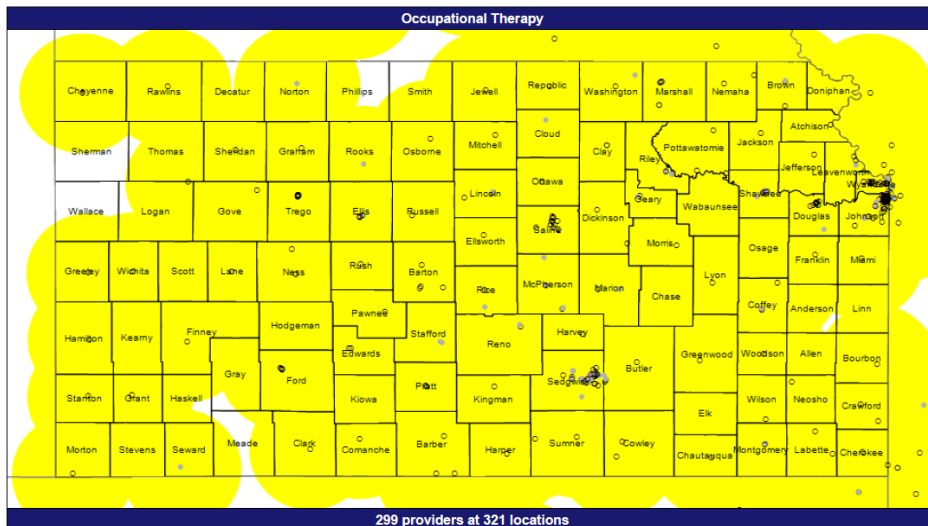 Occupational Therapy
Cheyenne Rawlins Decatur Norton Phillips Smith Jewell Republic Washington Marshall Nemaha Brown Doniphan
Atchison
Sherman Thomas Sheridan Graham Rooks Osborne Mitchell Cloud Clay Riley Pottawatomie Jackson Jefferson Leavenworth
Wallace Logan Gove Trego Ellis Russell Lincoln Ottawa Dickinson Geary Wabaunsee Shawnee Wyandotte
Saline Douglas Johnson
Ellsworth Morris Osage Franklin Miami
Greeley Wichita Scott Lane Ness Rush Barton Rice McPherson Marion Chase Lyon Coffey Anderson Linn
Pawnee
Hamilton Kearny Finney Hodgeman Stafford Reno Harvey Greenwood Woodson Allen Bourbon
Edwards
Gray Ford Pratt Sedgwick Butler
Stanton Grant Haskell Kiowa Kingman Elk Wilson Neosho Crawford
Morton Stevens Seward Meade Clark Comanche Barber Harper Sumner Cowley Chautauqua Montgomery Labette Cherokee
299 providers at 321 locations